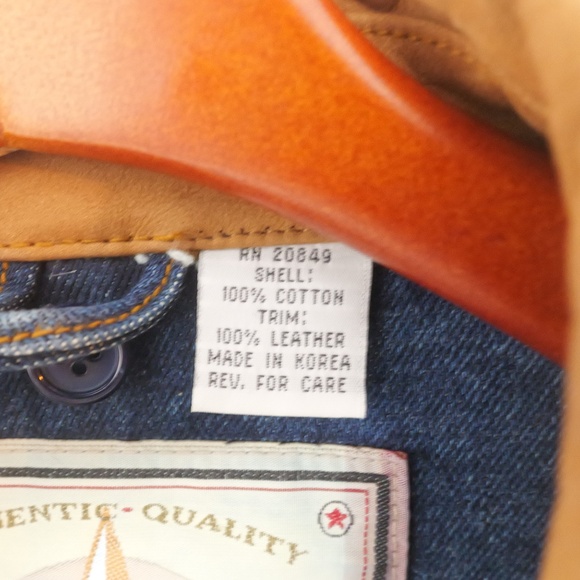 RN 20849
SHELL:
100% COTTON
TRIM:
100% LEATHER
MADE IN KOREA
REV. FOR CARE
ENTIC • QUALITY